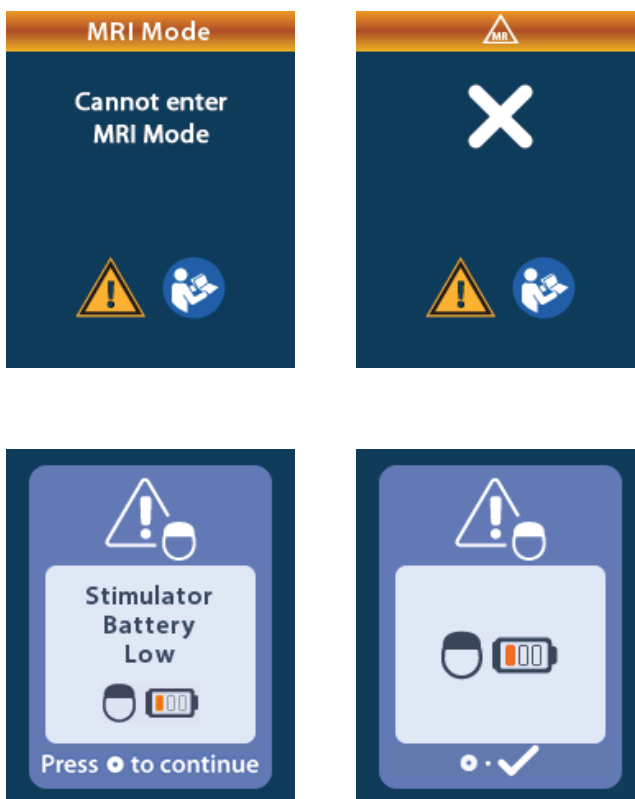 MRI Mode
Cannot enter
MRI Mode
MR
Stimulator
Battery
Low
Press to continue